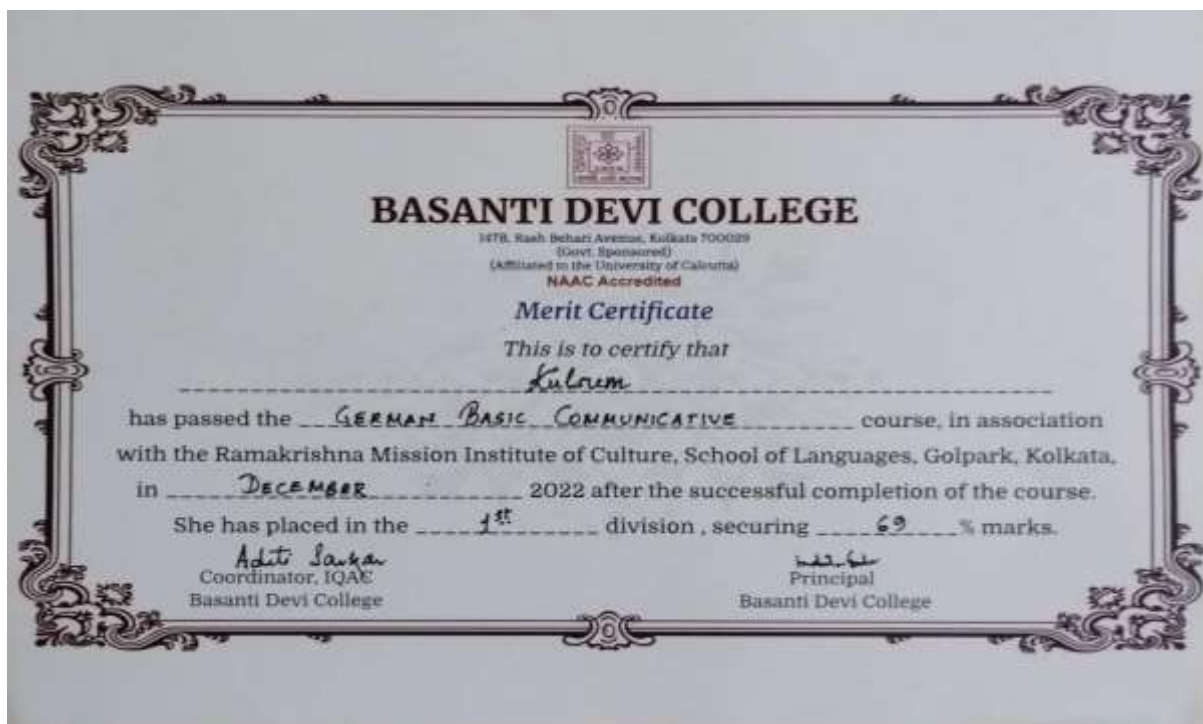 BASANTI DEVI COLLEGE
147B, Rash Behari Avenue, Kolkata 700029
(Govt. Sponsored)
(Affiliated to the University of Calcutta)
NAAC Accredited
Merit Certificate
This is to certify that
has passed the GERMAN BASIC COMMUNICATIVE course, in association
with the Ramakrishna Mission Institute of Culture, School of Languages, Golpark, Kolkata,
in DECEMBER 2022 after the successful completion of the course.
She has placed in the 1st division, securing 69 % marks.
Aditi Sarkar
Coordinator, IQAC
Basanti Devi College
Principal
Basanti Devi College